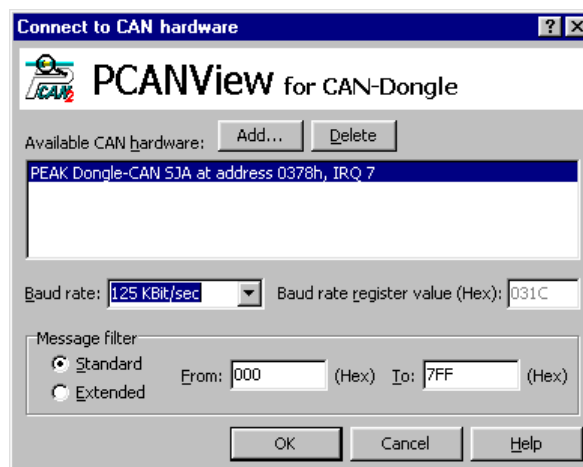 Connect to CAN hardware
CAN2
PCANView for CAN-Dongle
Available CAN hardware: Add... Delete
PEAK Dongle-CAN SJA at address 0378h, IRQ 7
Baud rate: 125 KBit/sec Baud rate register value (Hex): 031C
Message filter
Standard
From: 000 (Hex) To: 7FF (Hex)
Extended
OK Cancel Help